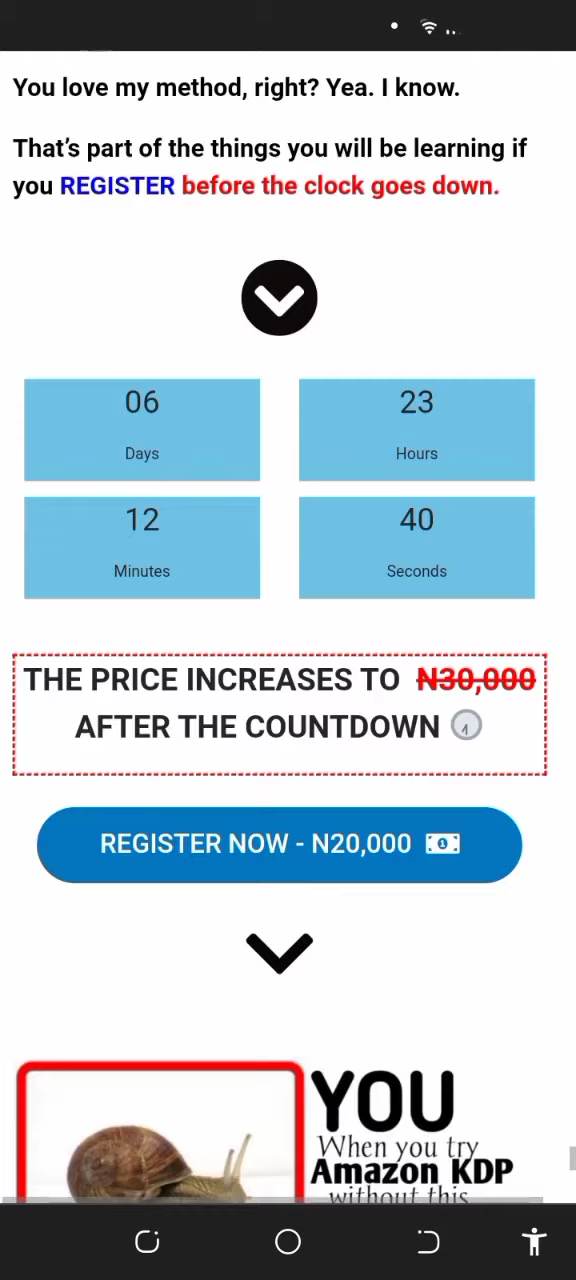 You love my method, right? Yea. I know.
That's part of the things you will be learning if
you REGISTER before the clock goes down.
06
23
Days
Hours
12
40
Minutes
Seconds
THE PRICE INCREASES TO N30,000
AFTER THE COUNTDOWN
REGISTER NOW - N20,000
YOU
When you try
Amazon KDP
without this